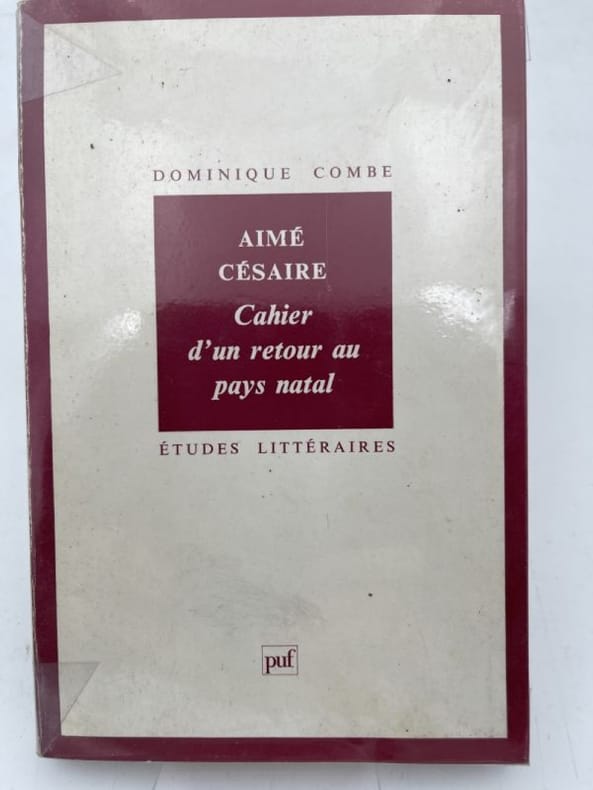 DOMINIQUE COMBE
AIMÉ
CÉSAIRE
Cahier
d'un retour au
pays natal
ÉTUDES LITTÉRAIRES
puf